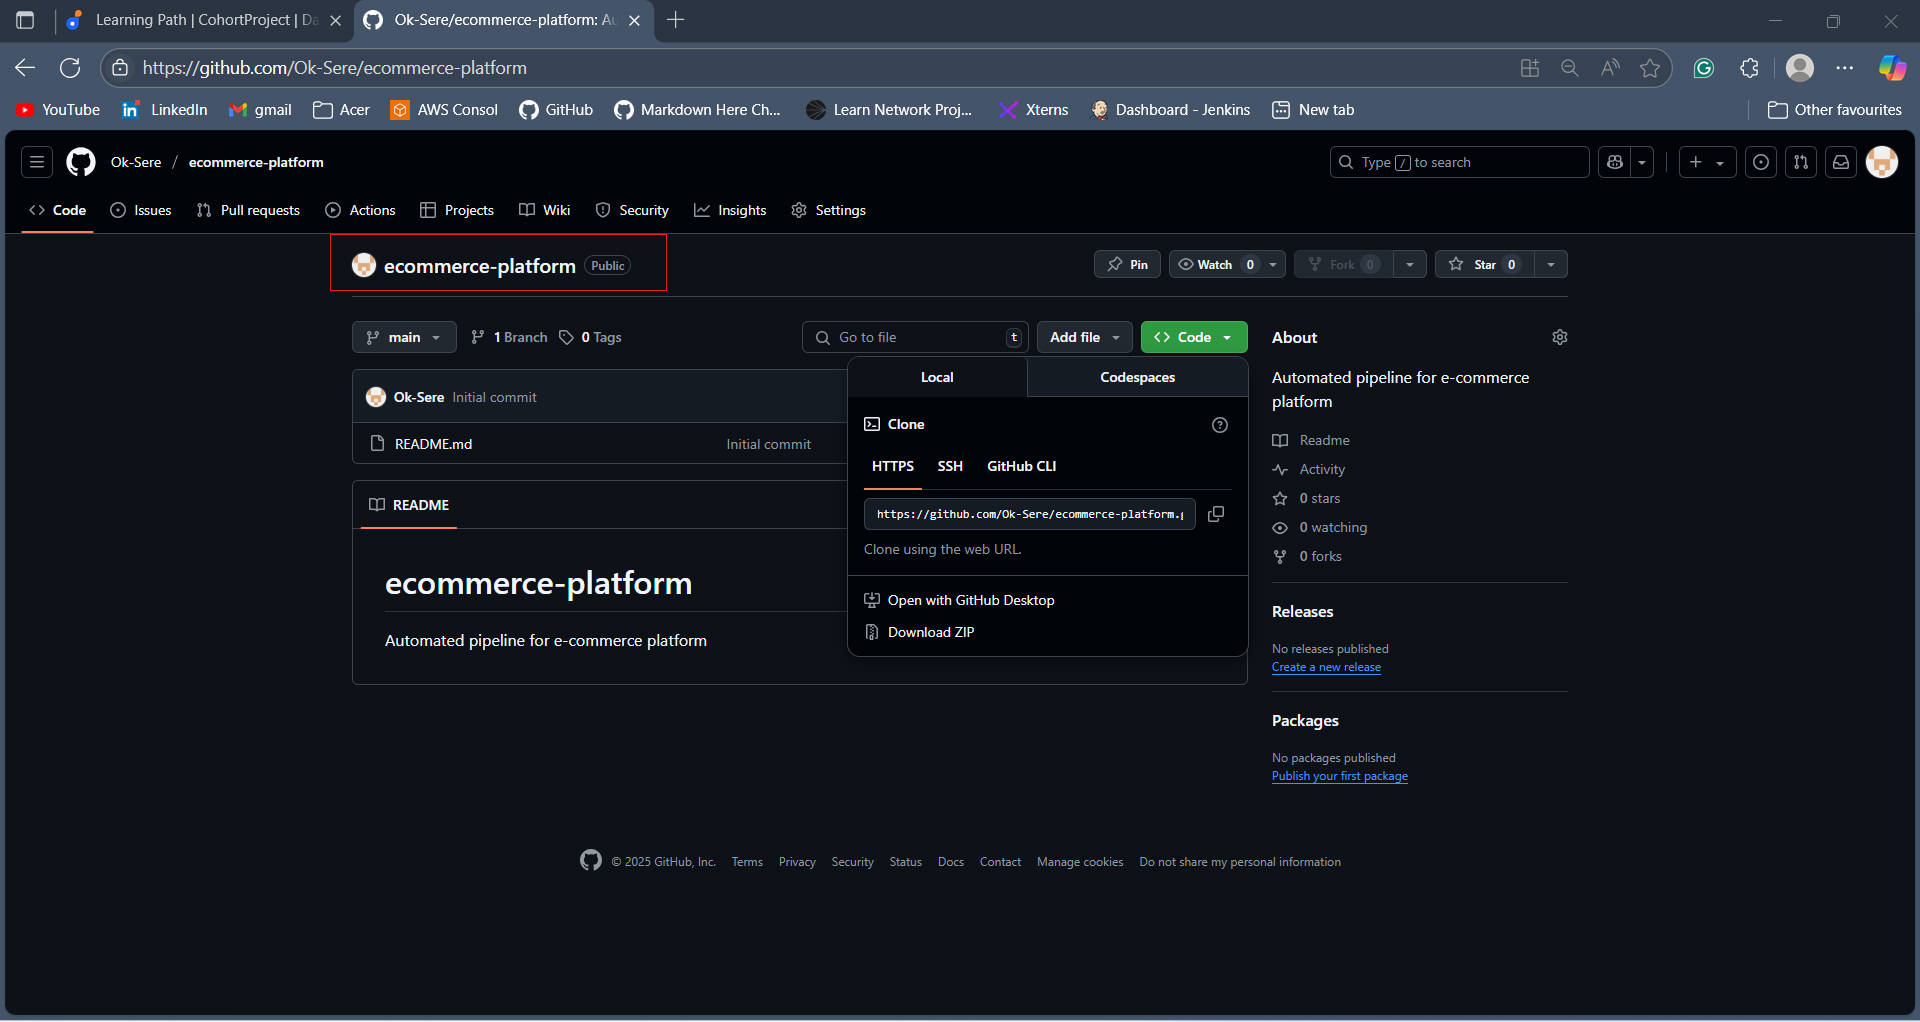 Learning Path | CohortProject | Da
Ok-Sere/ecommerce-platform: Au
https://github.com/Ok-Sere/ecommerce-platform
YouTube LinkedIn gmail Acer AWS Consol GitHub Markdown Here Ch... Learn Network Proj... Xterns Dashboard - Jenkins New tab Other favourites
Ok-Sere / ecommerce-platform
Type / to search
Code Issues Pull requests Actions Projects Wiki Security Insights Settings
ecommerce-platform Public
Pin Watch 0 Fork 0 Star 0
main 1 Branch 0 Tags
Go to file t Add file Code
Local Codespaces
Ok-Sere Initial commit
README.md Initial commit
README
ecommerce-platform
Automated pipeline for e-commerce platform
Clone
HTTPS SSH GitHub CLI
https://github.com/Ok-Sere/ecommerce-platform.
Clone using the web URL.
Open with GitHub Desktop
Download ZIP
About
Automated pipeline for e-commerce
platform
Readme
Activity
0 stars
0 watching
0 forks
Releases
No releases published
Create a new release
Packages
No packages published
Publish your first package
© 2025 GitHub, Inc. Terms Privacy Security Status Docs Contact Manage cookies Do not share my personal information